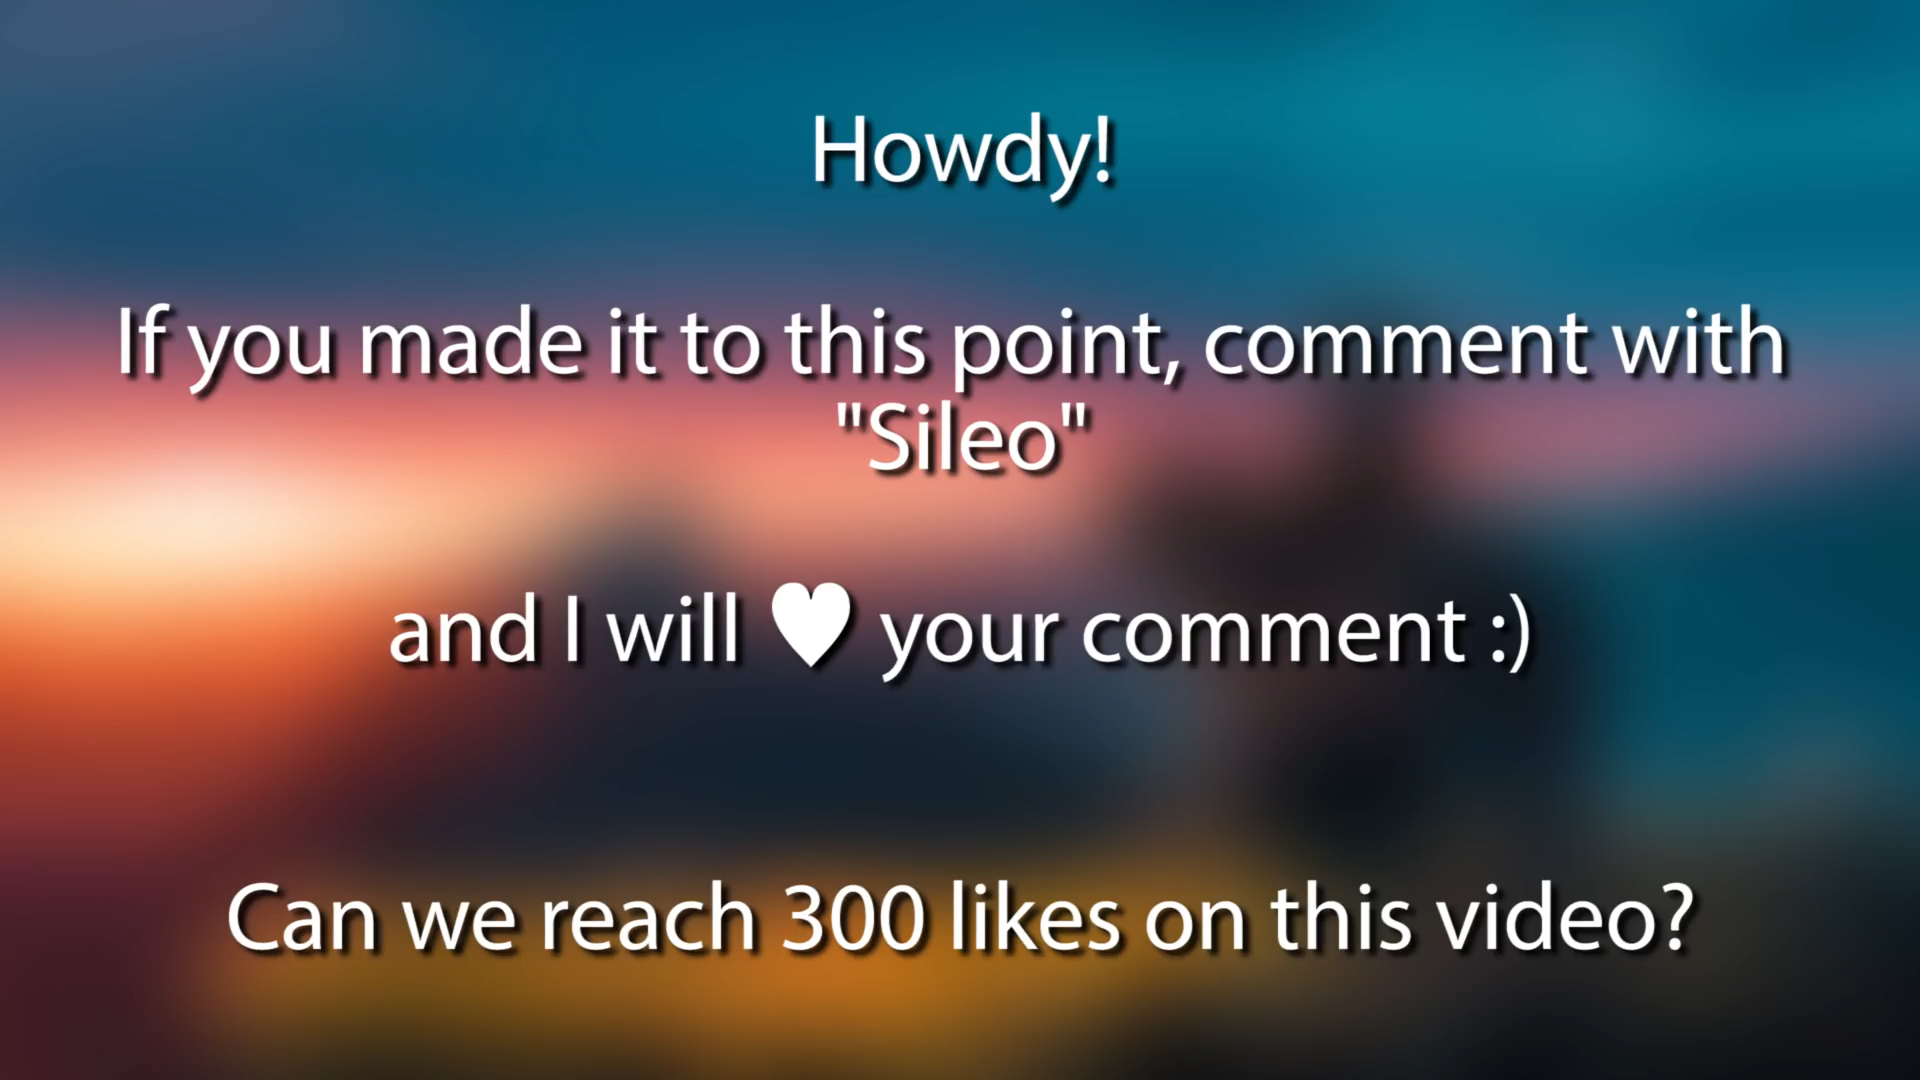 Howdy!
If you made it to this point, comment with
"Sileo"
and I will ♥ your comment :)
Can we reach 300 likes on this video?